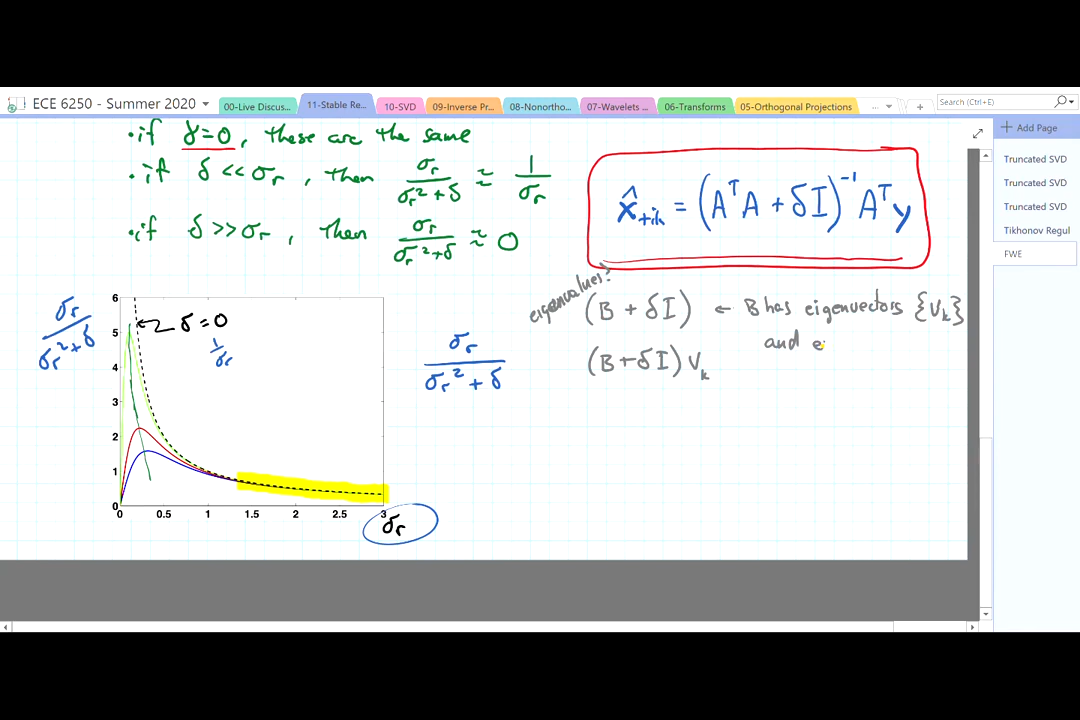 ECE 6250 - Summer 2020
00-Live Discus...
11-Stable Re...
10-SVD
09-Inverse Pr...
08-Nonortho...
07-Wavelets ...
06-Transforms
05-Orthogonal Projections
...
Search (Ctrl+E)
Add Page
Truncated SVD
Truncated SVD
Truncated SVD
Tikhonov Regul
FWE
·if γ=0, these are the same
·if δ << σr, then σr/(σr²+δ) ≈ 1/σr
·if δ >> σr, then σr/(σr²+δ) ≈ 0
x̂+ik = (AᵀA + δI)⁻¹Aᵀy
eigenvalues?
(B + δI) ← B has eigenvectors {Vk}
and e
(B+δI)Vk
σr/(σr²+δ)
δ=0
1/σr
σr/(σr²+δ)
6
5
4
3
2
1
0
0 0.5 1 1.5 2 2.5 3
σr